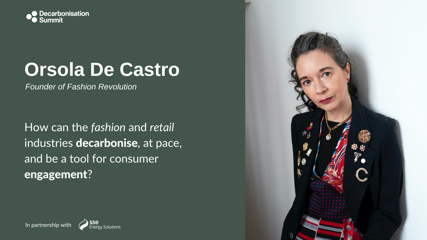 Decarbonisation
Summit
Orsola De Castro
Founder of Fashion Revolution
How can the fashion and retail
industries decarbonise, at pace,
and be a tool for consumer
engagement?
In partnership with
SSE
Energy Solutions